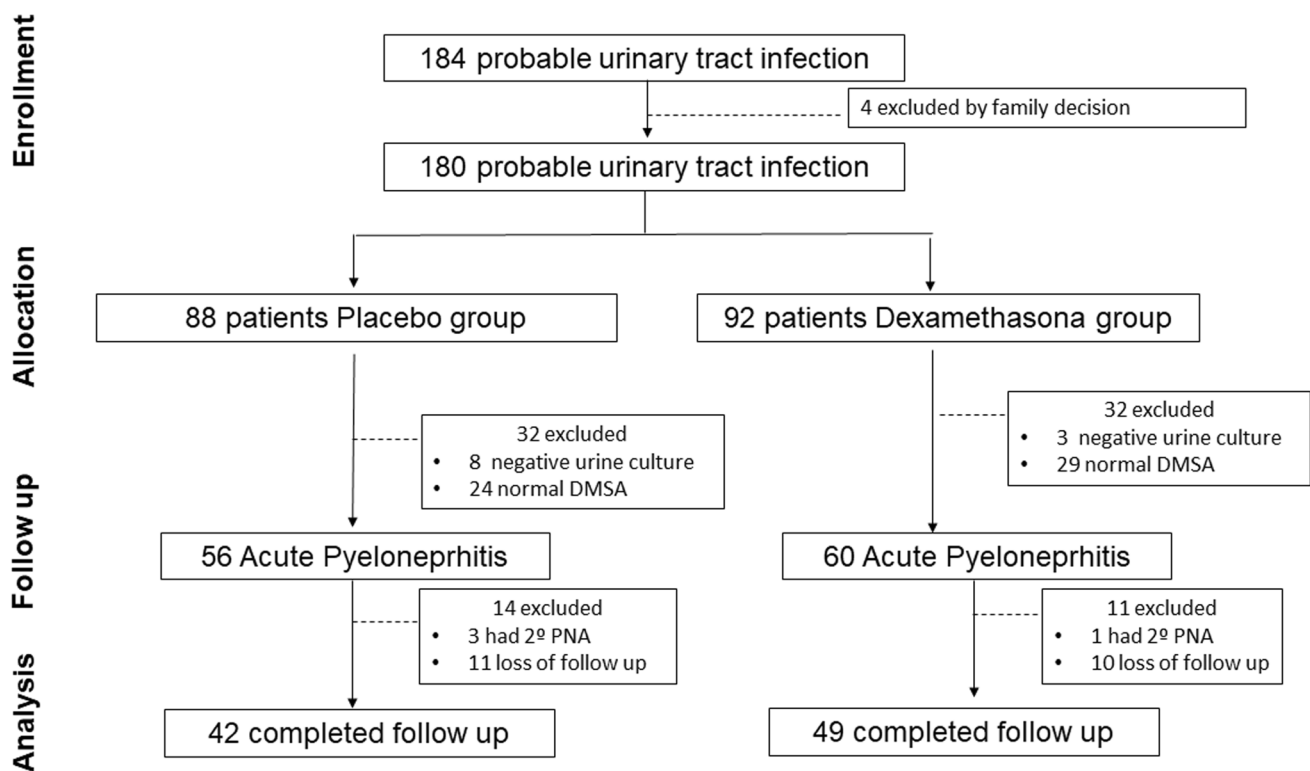 Enrollment
184 probable urinary tract infection
4 excluded by family decision
180 probable urinary tract infection
Allocation
88 patients Placebo group
92 patients Dexamethasona group
Follow up
32 excluded
• 8 negative urine culture
• 24 normal DMSA
32 excluded
• 3 negative urine culture
• 29 normal DMSA
56 Acute Pyeloneprhitis
60 Acute Pyeloneprhitis
Analysis
14 excluded
• 3 had 2º PNA
• 11 loss of follow up
11 excluded
• 1 had 2º PNA
• 10 loss of follow up
42 completed follow up
49 completed follow up